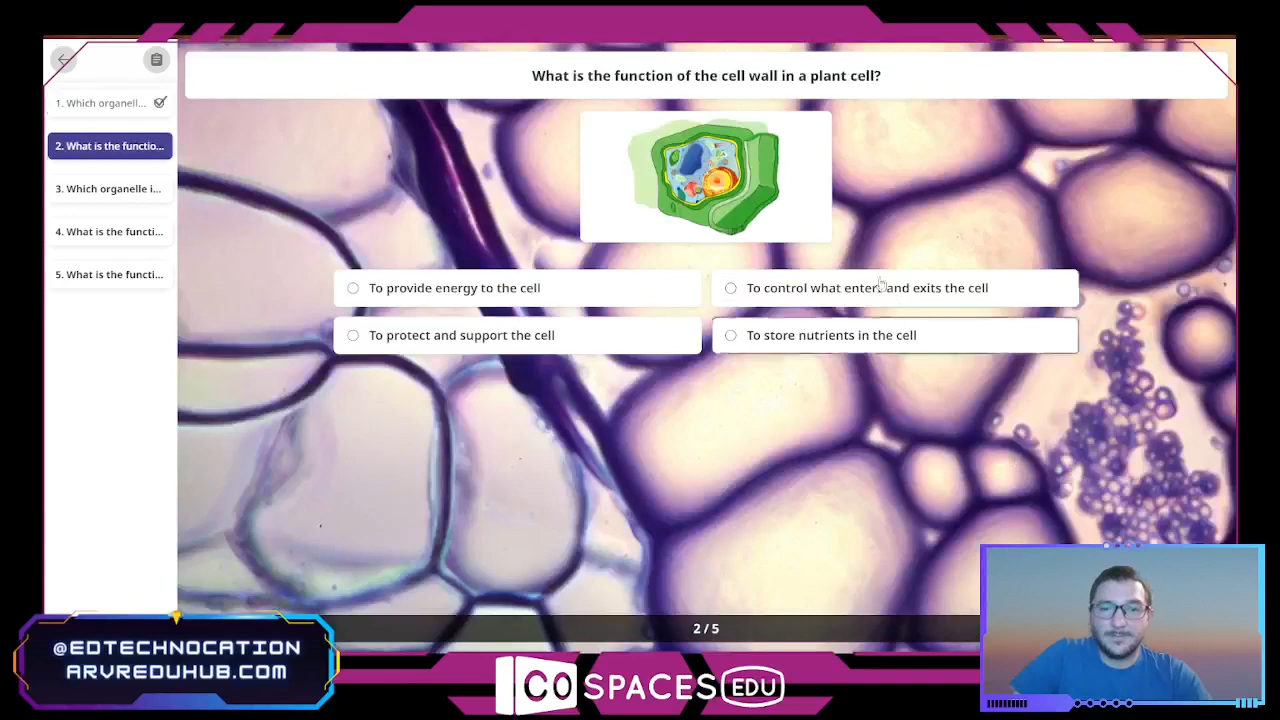 What is the function of the cell wall in a plant cell?
1. Which organell...
2. What is the functio...
3. Which organelle i...
4. What is the functi...
5. What is the functi...
To provide energy to the cell
To control what enters and exits the cell
To protect and support the cell
To store nutrients in the cell
2 / 5
@EDTECHNOCATION
ARVREDUHUB.COM
COSPACES EDU